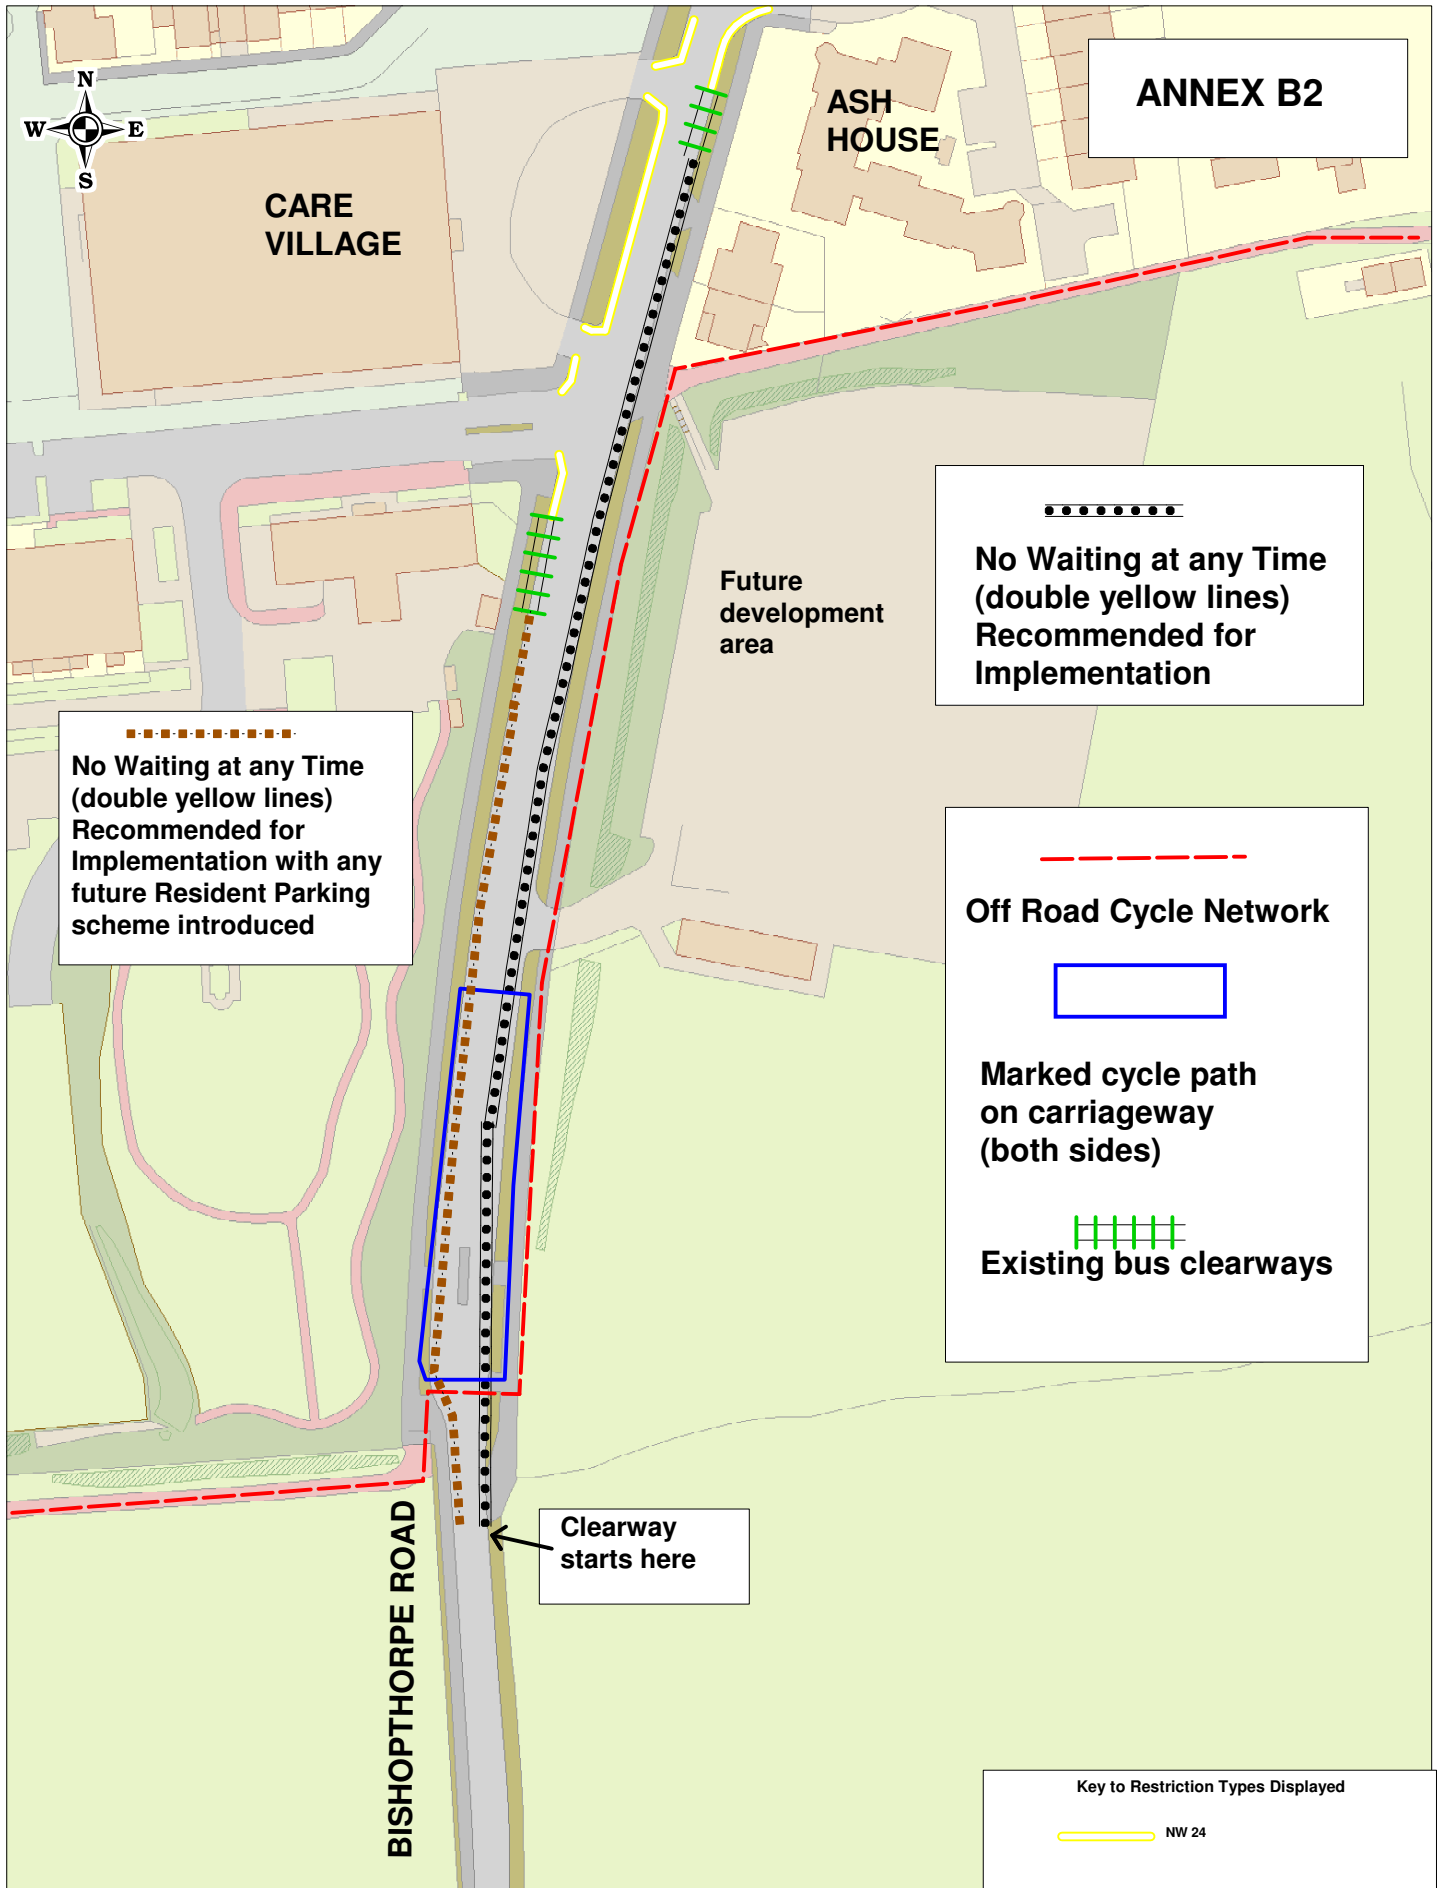 ANNEX B2
N
W E
S
ASH
HOUSE
CARE
VILLAGE
No Waiting at any Time
(double yellow lines)
Recommended for
Implementation
Future
development
area
No Waiting at any Time
(double yellow lines)
Recommended for
Implementation with any
future Resident Parking
scheme introduced
Off Road Cycle Network
Marked cycle path
on carriageway
(both sides)
Existing bus clearways
Clearway
starts here
BISHOPTHORPE ROAD
Key to Restriction Types Displayed
NW 24